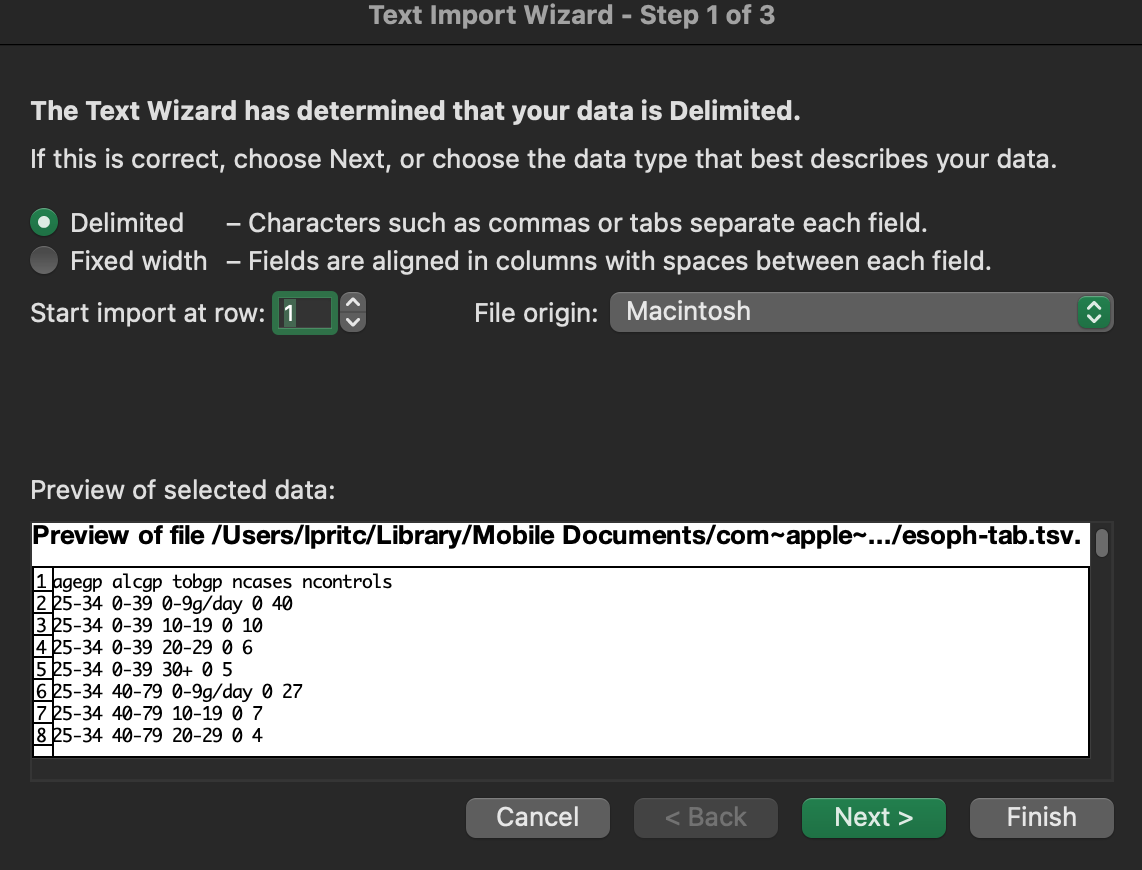 Text Import Wizard - Step 1 of 3
The Text Wizard has determined that your data is Delimited.
If this is correct, choose Next, or choose the data type that best describes your data.
Delimited – Characters such as commas or tabs separate each field.
Fixed width – Fields are aligned in columns with spaces between each field.
Start import at row: 1 File origin: Macintosh
Preview of selected data:
Preview of file /Users/lpritc/Library/Mobile Documents/com~apple~.../esoph-tab.tsv.
1 agegp alcgp tobgp ncases ncontrols
2 25-34 0-39 0-9g/day 0 40
3 25-34 0-39 10-19 0 10
4 25-34 0-39 20-29 0 6
5 25-34 0-39 30+ 0 5
6 25-34 40-79 0-9g/day 0 27
7 25-34 40-79 10-19 0 7
8 25-34 40-79 20-29 0 4
Cancel < Back Next > Finish